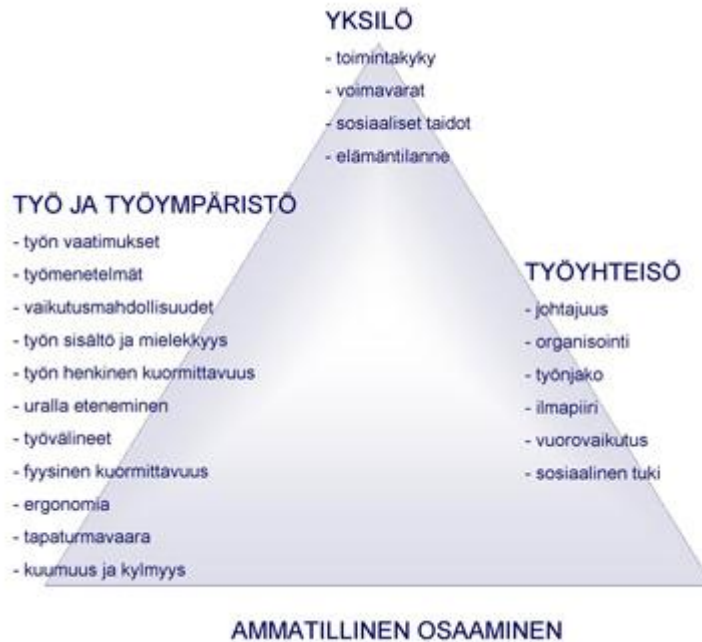 YKSILÖ
- toimintakyky
- voimavarat
- sosiaaliset taidot
- elämäntilanne
TYÖ JA TYÖYMPÄRISTÖ
- työn vaatimukset
- työmenetelmät
- vaikutusmahdollisuudet
- työn sisältö ja mielekkyys
- työn henkinen kuormittavuus
- uralla eteneminen
- työvälineet
- fyysinen kuormittavuus
- ergonomia
- tapaturmavaara
- kuumuus ja kylmyys
TYÖYHTEISÖ
- johtajuus
- organisointi
- työnjako
- ilmapiiri
- vuorovaikutus
- sosiaalinen tuki
AMMATILLINEN OSAAMINEN